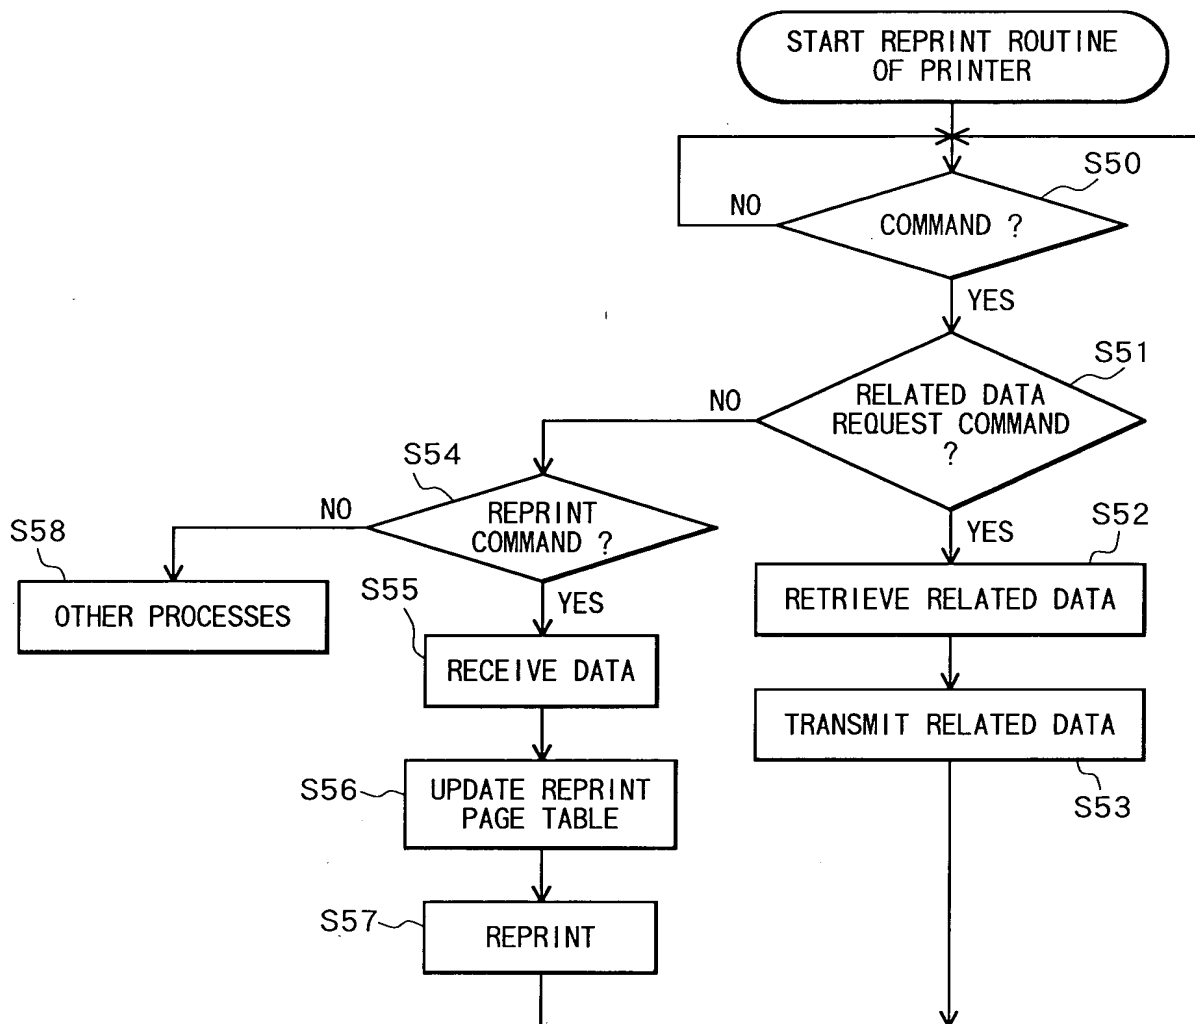 START REPRINT ROUTINE
OF PRINTER
S50
NO
COMMAND ?
YES
S51
NO
RELATED DATA
REQUEST COMMAND
?
S54
NO
REPRINT
COMMAND ?
S58
YES
S52
OTHER PROCESSES
S55
YES
RETRIEVE RELATED DATA
RECEIVE DATA
TRANSMIT RELATED DATA
S53
S56
UPDATE REPRINT
PAGE TABLE
S57
REPRINT